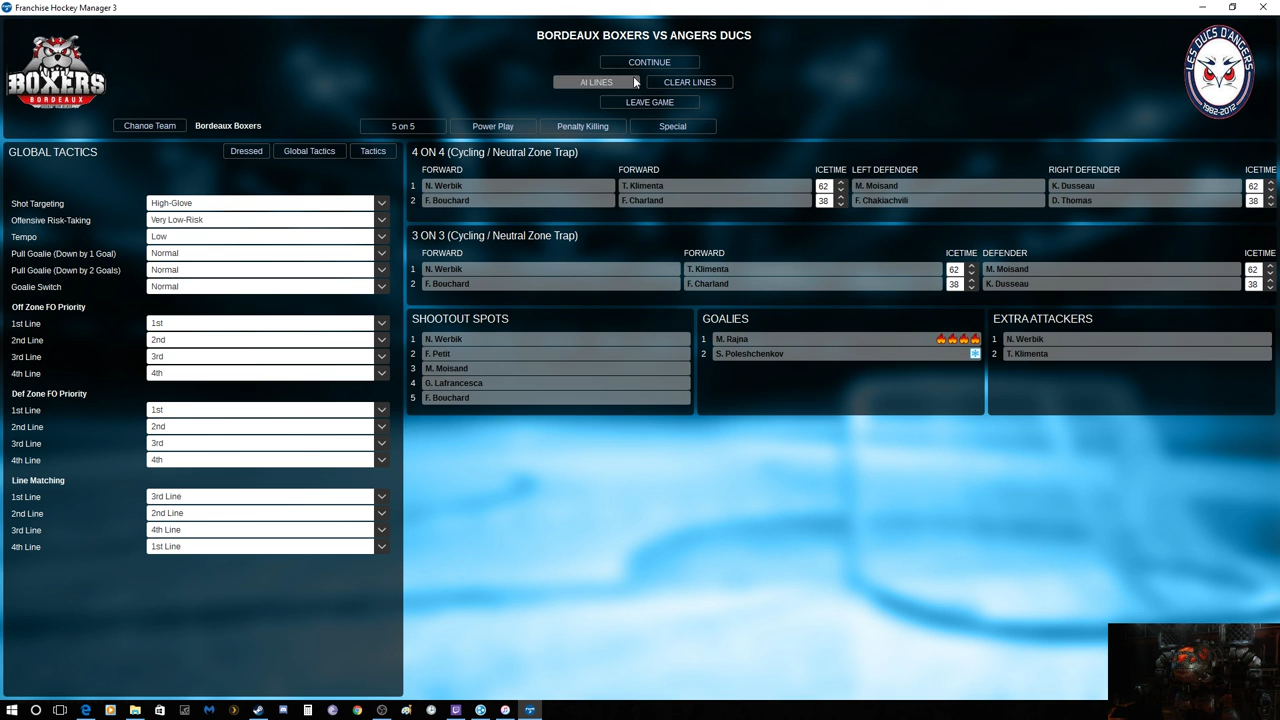 Franchise Hockey Manager 3
BOXERS
BORDEAUX
BORDEAUX BOXERS VS ANGERS DUCS
CONTINUE
AI LINES CLEAR LINES
LEAVE GAME
LES DUCS D'ANGERS
1982-2012
Change Team Bordeaux Boxers 5 on 5 Power Play Penalty Killing Special
GLOBAL TACTICS Dressed Global Tactics Tactics
Shot Targeting High-Glove
Offensive Risk-Taking Very Low-Risk
Tempo Low
Pull Goalie (Down by 1 Goal) Normal
Pull Goalie (Down by 2 Goals) Normal
Goalie Switch Normal
Off Zone FO Priority
1st Line 1st
2nd Line 2nd
3rd Line 3rd
4th Line 4th
Def Zone FO Priority
1st Line 1st
2nd Line 2nd
3rd Line 3rd
4th Line 4th
Line Matching
1st Line 3rd Line
2nd Line 2nd Line
3rd Line 4th Line
4th Line 1st Line
4 ON 4 (Cycling / Neutral Zone Trap)
FORWARD FORWARD ICETIME LEFT DEFENDER RIGHT DEFENDER ICETIME
1 N. Werbik T. Klimenta 62 M. Moisand K. Dusseau 62
2 F. Bouchard F. Charland 38 F. Chakiachvili D. Thomas 38
3 ON 3 (Cycling / Neutral Zone Trap)
FORWARD FORWARD ICETIME DEFENDER ICETIME
1 N. Werbik T. Klimenta 62 M. Moisand 62
2 F. Bouchard F. Charland 38 K. Dusseau 38
SHOOTOUT SPOTS
1 N. Werbik
2 F. Petit
3 M. Moisand
4 G. Lafrancesca
5 F. Bouchard
GOALIES
1 M. Rajna
2 S. Poleshchenkov
EXTRA ATTACKERS
1 N. Werbik
2 T. Klimenta